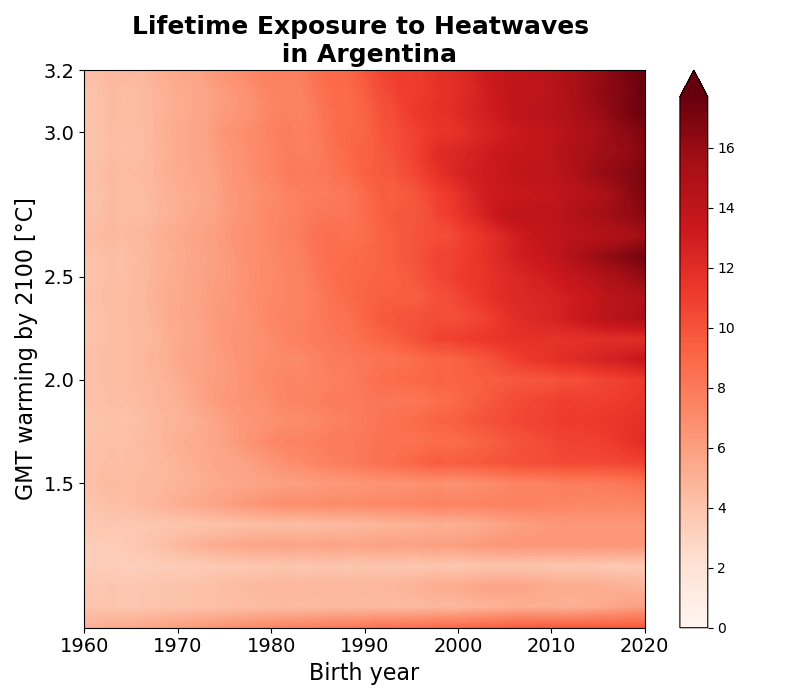 Lifetime Exposure to Heatwaves
in Argentina
3.2
3.0
2.5
2.0
1.5
GMT warming by 2100 [°C]
1960 1970 1980 1990 2000 2010 2020
Birth year
16
14
12
10
8
6
4
2
0